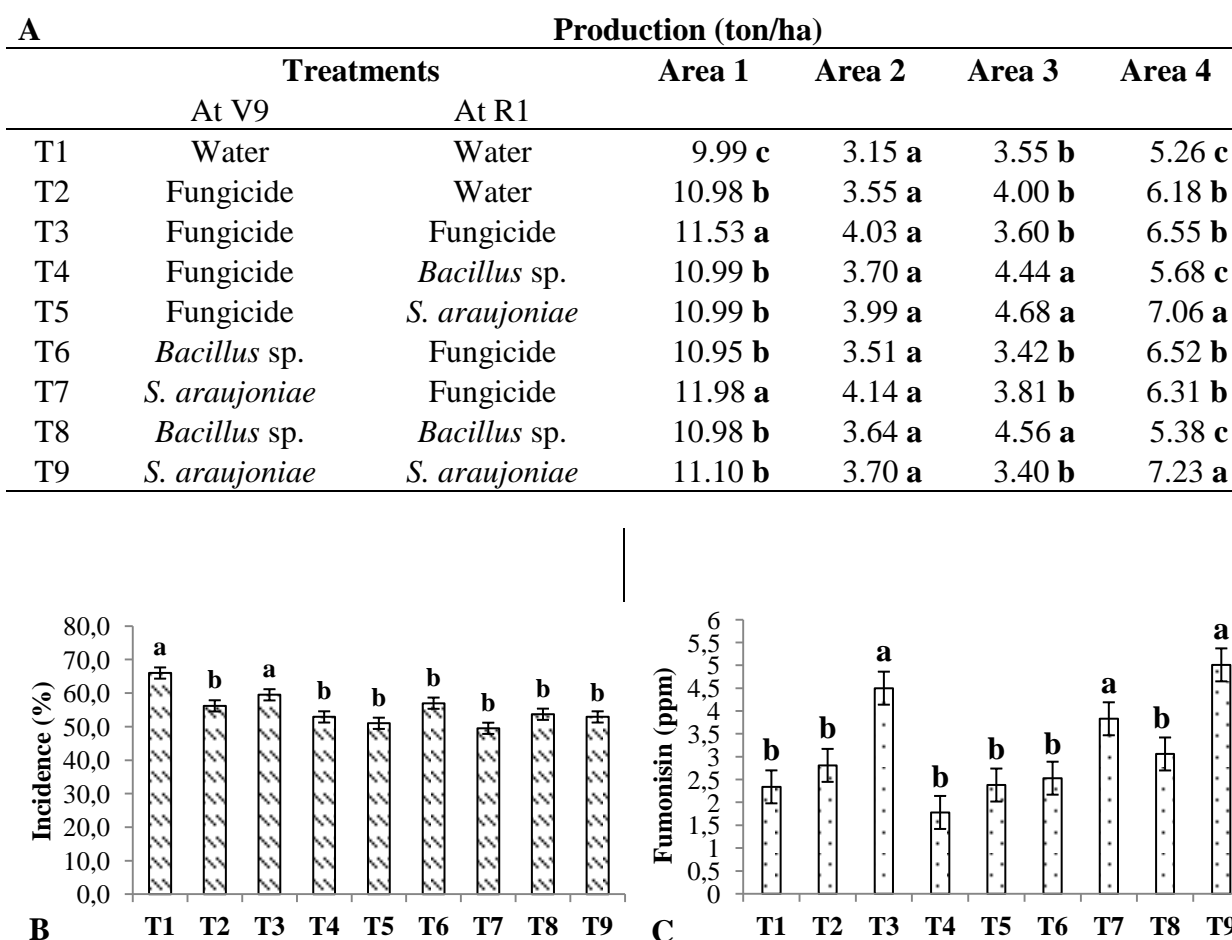 A Production (ton/ha)
Treatments Area 1 Area 2 Area 3 Area 4
At V9 At R1
T1 Water Water 9.99 c 3.15 a 3.55 b 5.26 c
T2 Fungicide Water 10.98 b 3.55 a 4.00 b 6.18 b
T3 Fungicide Fungicide 11.53 a 4.03 a 3.60 b 6.55 b
T4 Fungicide Bacillus sp. 10.99 b 3.70 a 4.44 a 5.68 c
T5 Fungicide S. araujoniae 10.99 b 3.99 a 4.68 a 7.06 a
T6 Bacillus sp. Fungicide 10.95 b 3.51 a 3.42 b 6.52 b
T7 S. araujoniae Fungicide 11.98 a 4.14 a 3.81 b 6.31 b
T8 Bacillus sp. Bacillus sp. 10.98 b 3.64 a 4.56 a 5.38 c
T9 S. araujoniae S. araujoniae 11.10 b 3.70 a 3.40 b 7.23 a
Incidence (%)
80,0
70,0
60,0
50,0
40,0
30,0
20,0
10,0
0,0
a b a b b b b b b
B T1 T2 T3 T4 T5 T6 T7 T8 T9
Fumonisin (ppm)
6
5,5
5
4,5
4
3,5
3
2,5
2
1,5
1
0,5
0
b b a b b b a b a
C T1 T2 T3 T4 T5 T6 T7 T8 T9